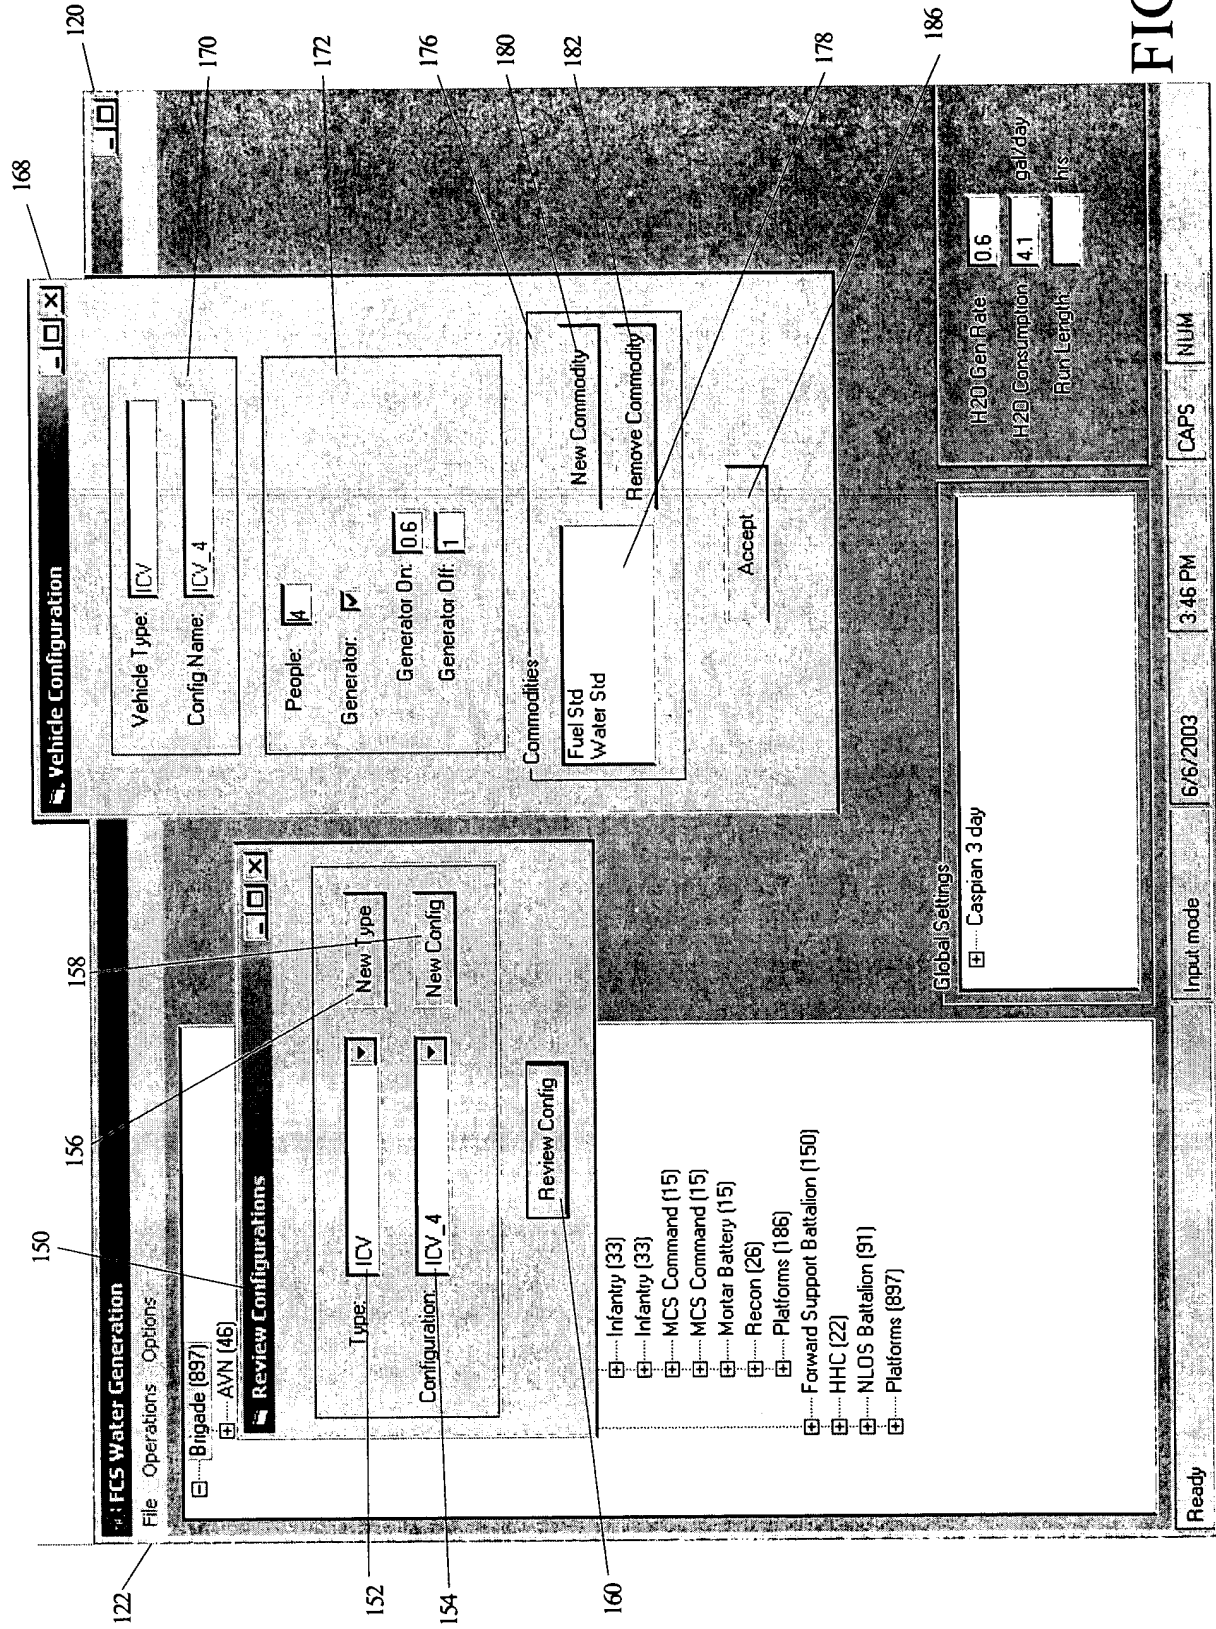 120
168
170
172
176
180
182
178
186
158
156
150
122
152
154
160
FCS Water Generation
File Operations Options
Brigade (897)
AVN (46)
Review Configurations
Type: ICV
New Type
Configuration: ICV_4
New Config
Review Config
Infantry (33)
Infantry (33)
MCS Command (15)
MCS Command (15)
Mortar Battery (15)
Recon (26)
Platforms (186)
Forward Support Battalion (150)
HHC (22)
NLOS Battalion (91)
Platforms (897)
Vehicle Configuration
Vehicle Type: ICV
Config Name: ICV_4
People: 4
Generator:
Generator On: 0.6
Generator Off: 1
Commodities
Fuel Std
Water Std
New Commodity
Remove Commodity
Accept
Global Settings
Caspian 3 day
H20 Gen Rate 0.6
H20 Consumption 4.1 gal/day
Run Length hrs
Ready
Input mode
6/6/2003
3:46 PM
CAPS
NUM
FIG